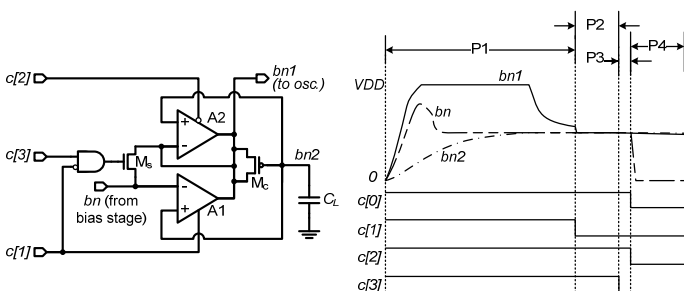 c[2]
bn1
(to osc.)
A2
+
-
c[3]
Ms
bn2
Mc
bn (from
bias stage)
-
+
A1
CL
c[1]
P2
P1
P4
P3
VDD
bn1
bn
bn2
0
c[0]
c[1]
c[2]
c[3]